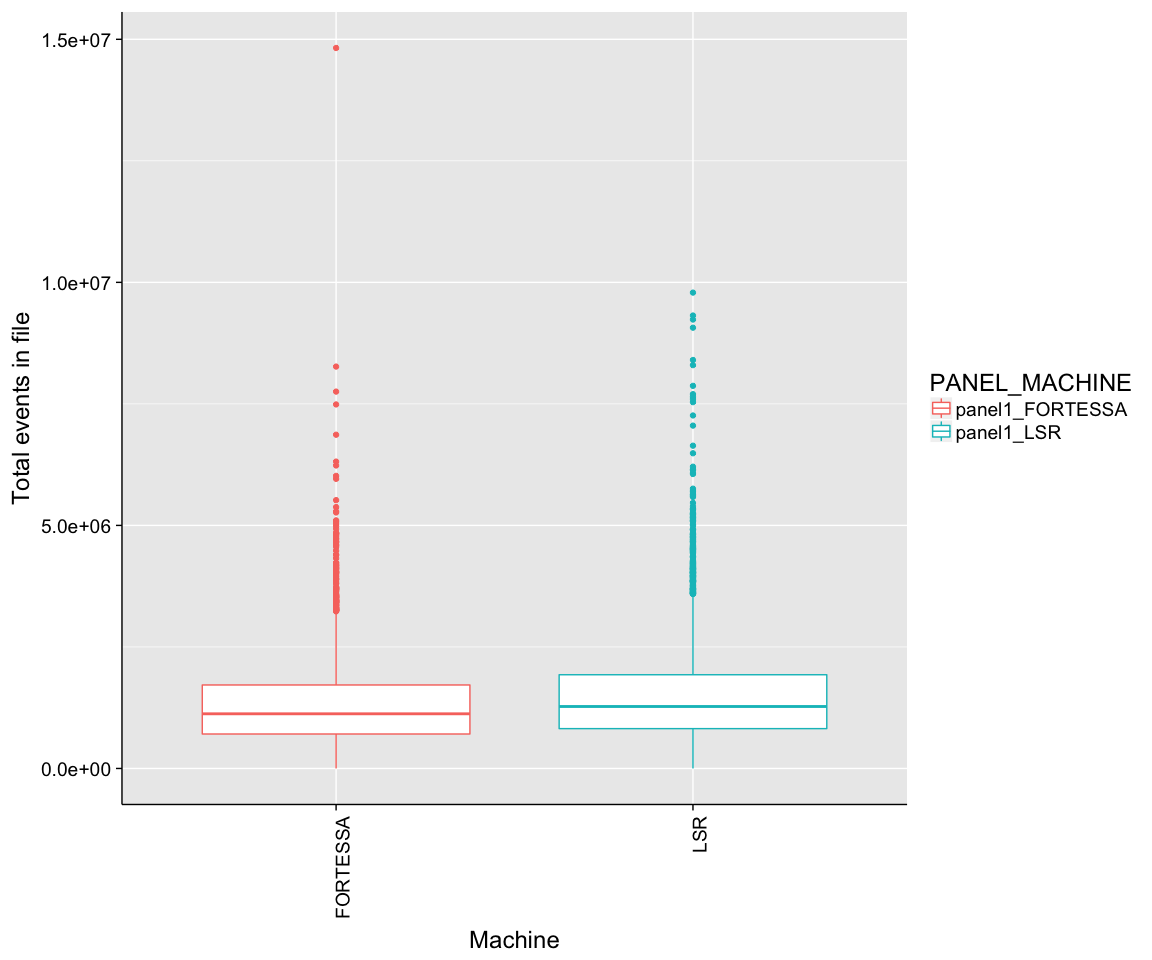 1.5e+07
1.0e+07
5.0e+06
0.0e+00
Total events in file
FORTESSA
LSR
Machine
PANEL_MACHINE
panel1_FORTESSA
panel1_LSR